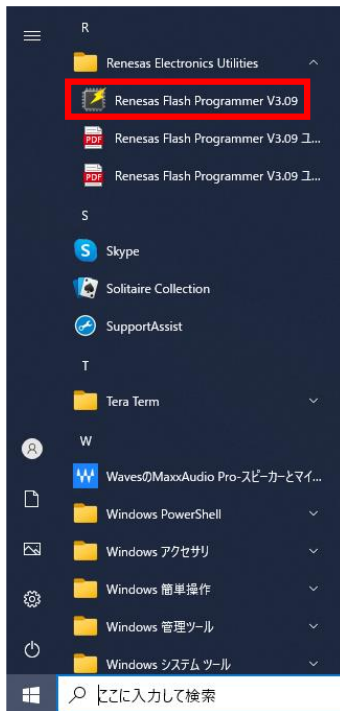 R
Renesas Electronics Utilities
Renesas Flash Programmer V3.09
PDF
Renesas Flash Programmer V3.09 ユ...
PDF
Renesas Flash Programmer V3.09 ユ...
S
S
Skype
Solitaire Collection
SupportAssist
T
Tera Term
W
WavesのMaxxAudio Pro-スピーカーとマイ...
Windows PowerShell
Windows アクセサリ
Windows 簡単操作
Windows 管理ツール
Windows システム ツール
ここに入力して検索